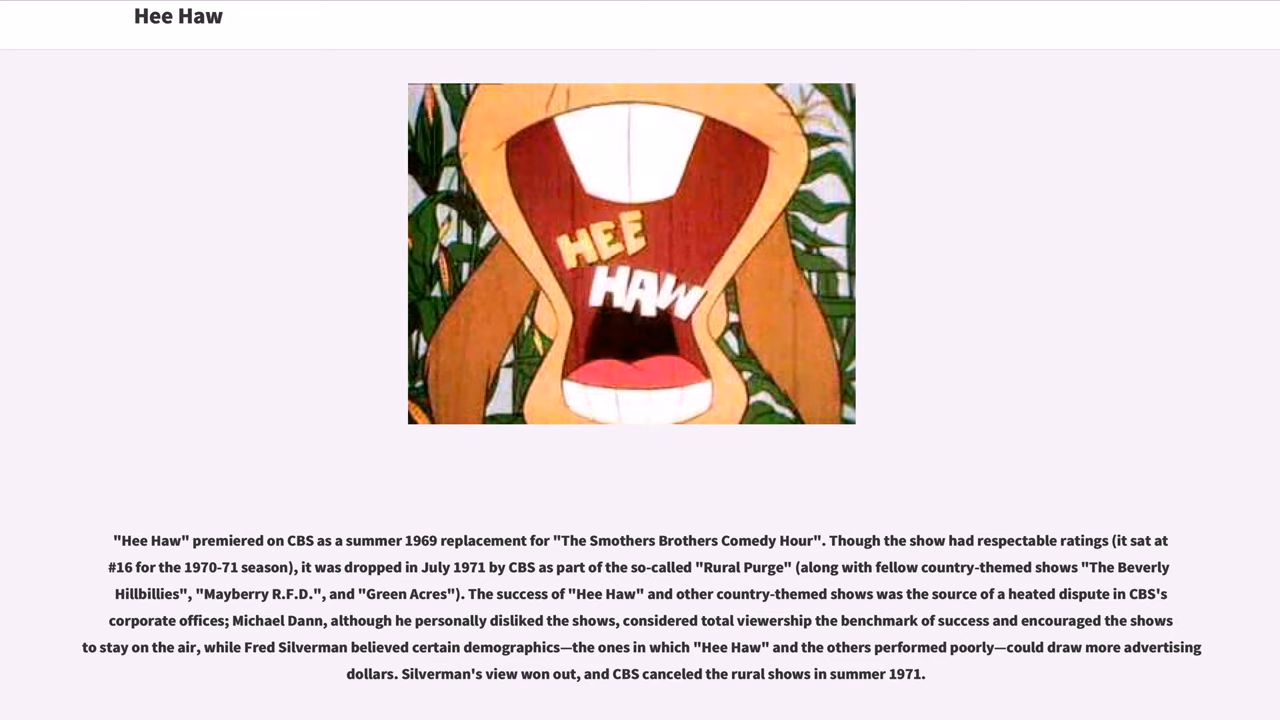 Hee Haw
HEE
HAW
"Hee Haw" premiered on CBS as a summer 1969 replacement for "The Smothers Brothers Comedy Hour". Though the show had respectable ratings (it sat at
#16 for the 1970-71 season), it was dropped in July 1971 by CBS as part of the so-called "Rural Purge" (along with fellow country-themed shows "The Beverly
Hillbillies", "Mayberry R.F.D.", and "Green Acres"). The success of "Hee Haw" and other country-themed shows was the source of a heated dispute in CBS's
corporate offices; Michael Dann, although he personally disliked the shows, considered total viewership the benchmark of success and encouraged the shows
to stay on the air, while Fred Silverman believed certain demographics—the ones in which "Hee Haw" and the others performed poorly—could draw more advertising
dollars. Silverman's view won out, and CBS canceled the rural shows in summer 1971.